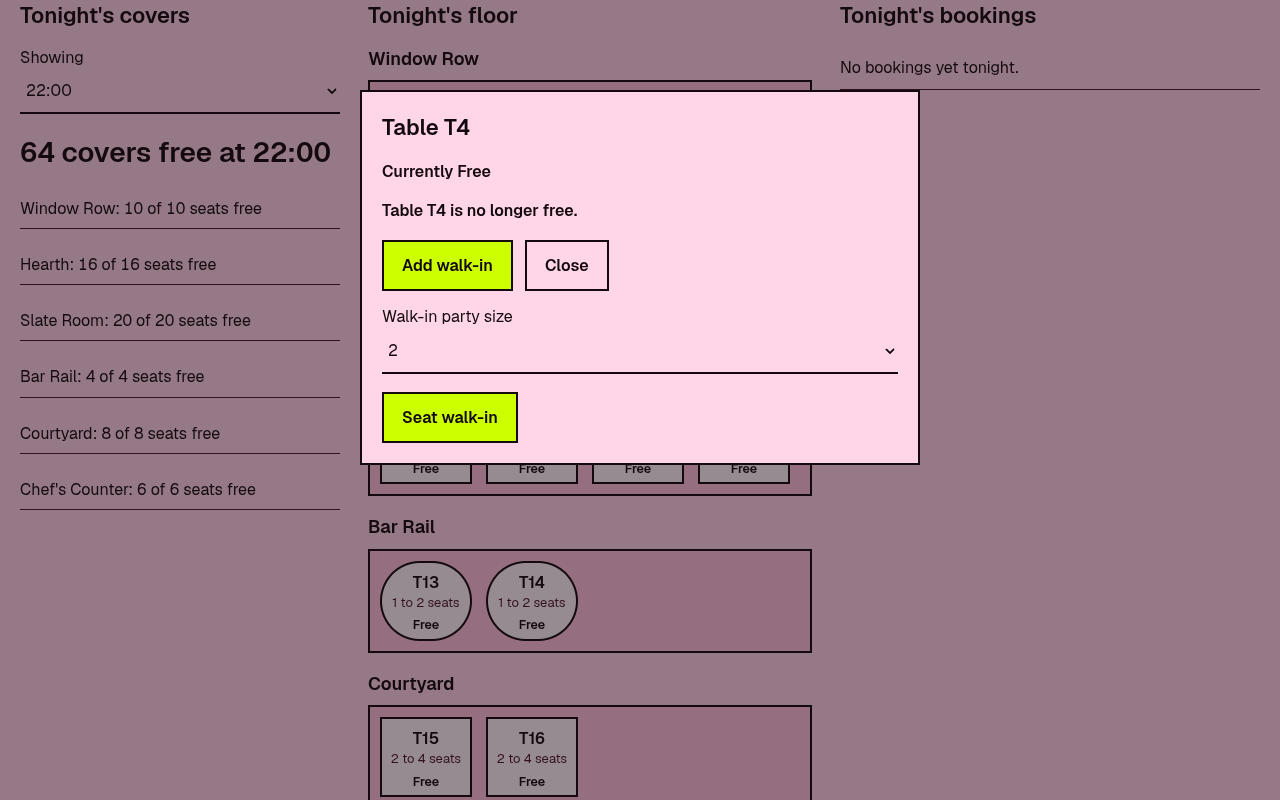 Tonight's covers
Showing
22:00
64 covers free at 22:00
Window Row: 10 of 10 seats free
Hearth: 16 of 16 seats free
Slate Room: 20 of 20 seats free
Bar Rail: 4 of 4 seats free
Courtyard: 8 of 8 seats free
Chef's Counter: 6 of 6 seats free
Tonight's floor
Window Row
Table T4
Currently Free
Table T4 is no longer free.
Add walk-in
Close
Walk-in party size
2
Seat walk-in
Free
Free
Free
Free
Bar Rail
T13
1 to 2 seats
Free
T14
1 to 2 seats
Free
Courtyard
T15
2 to 4 seats
Free
T16
2 to 4 seats
Free
Tonight's bookings
No bookings yet tonight.